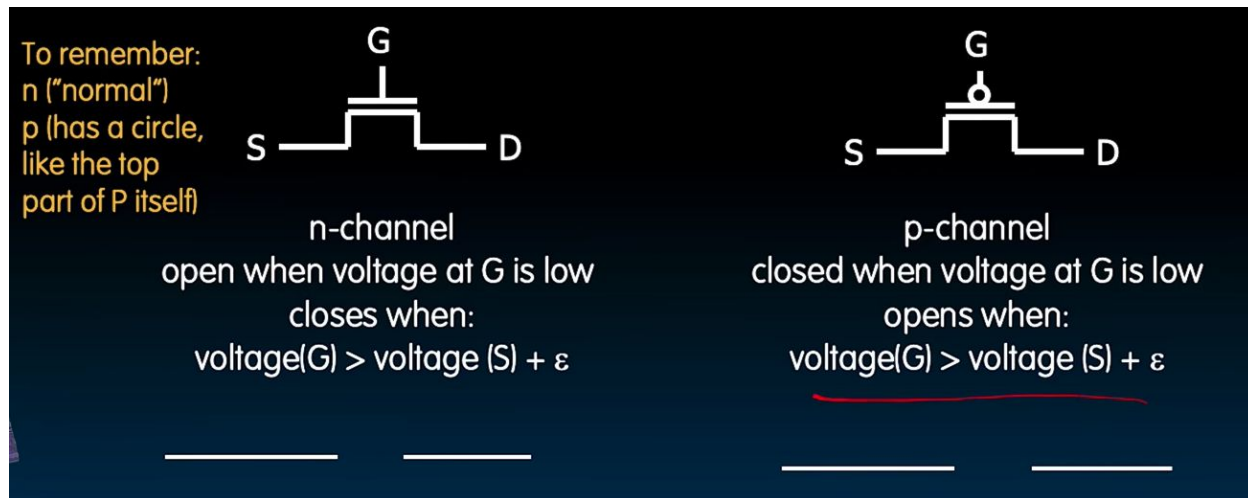 To remember:
n ("normal")
p (has a circle,
like the top
part of P itself)
G
S
D
n-channel
open when voltage at G is low
closes when:
voltage(G) > voltage (S) + ε
G
S
D
p-channel
closed when voltage at G is low
opens when:
voltage(G) > voltage (S) + ε